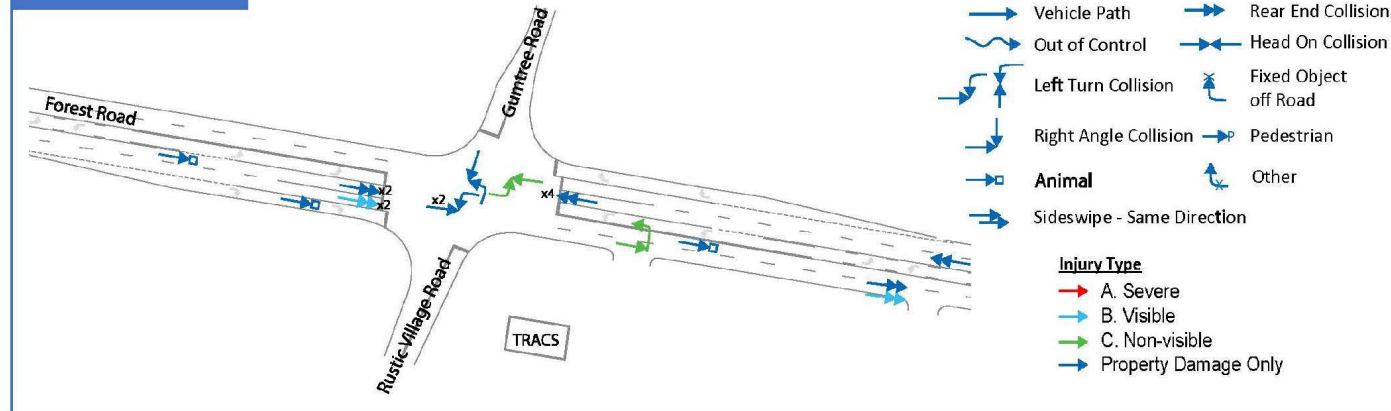 Forest Road
Gumtree Road
x2
x2
x2
x4
Rustic Village Road
TRACS
Vehicle Path
Rear End Collision
Out of Control
Head On Collision
Left Turn Collision
Fixed Object
off Road
Right Angle Collision
P
Pedestrian
Animal
Other
Sideswipe - Same Direction
Injury Type
A. Severe
B. Visible
C. Non-visible
Property Damage Only